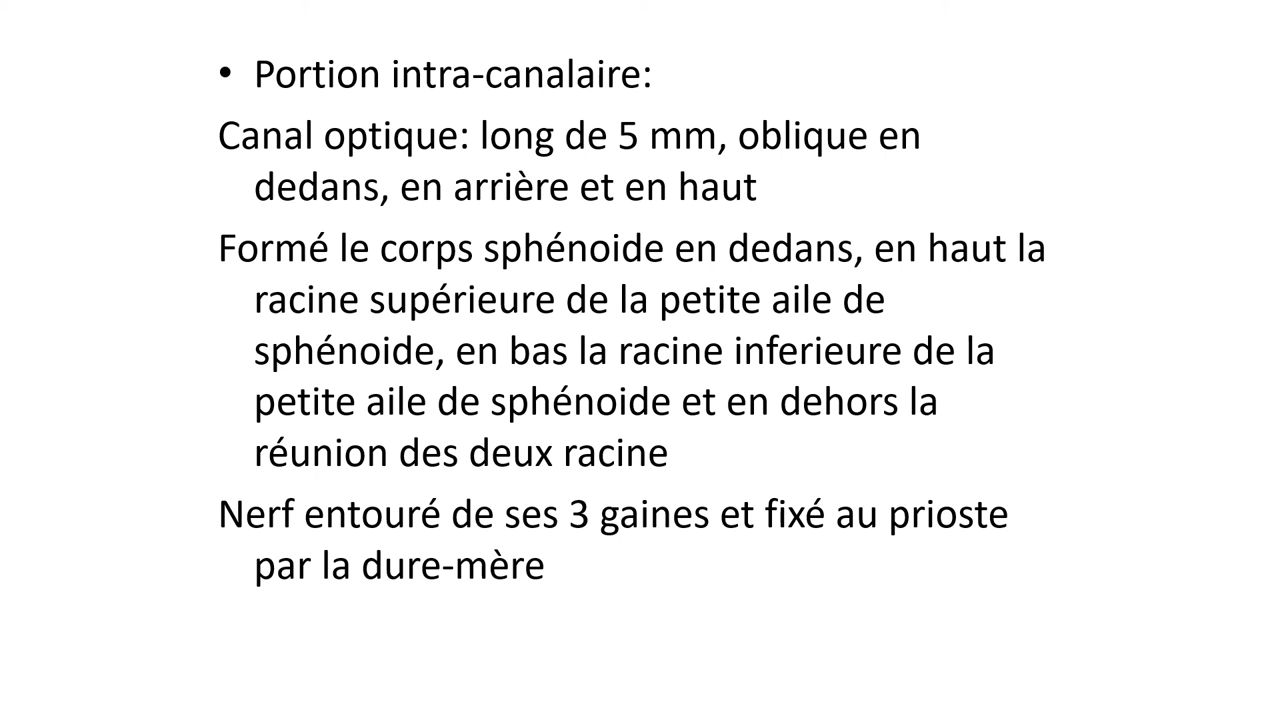 • Portion intra-canalaire:
Canal optique: long de 5 mm, oblique en
dedans, en arrière et en haut
Formé le corps sphénoide en dedans, en haut la
racine supérieure de la petite aile de
sphénoide, en bas la racine inferieure de la
petite aile de sphénoide et en dehors la
réunion des deux racine
Nerf entouré de ses 3 gaines et fixé au prioste
par la dure-mère